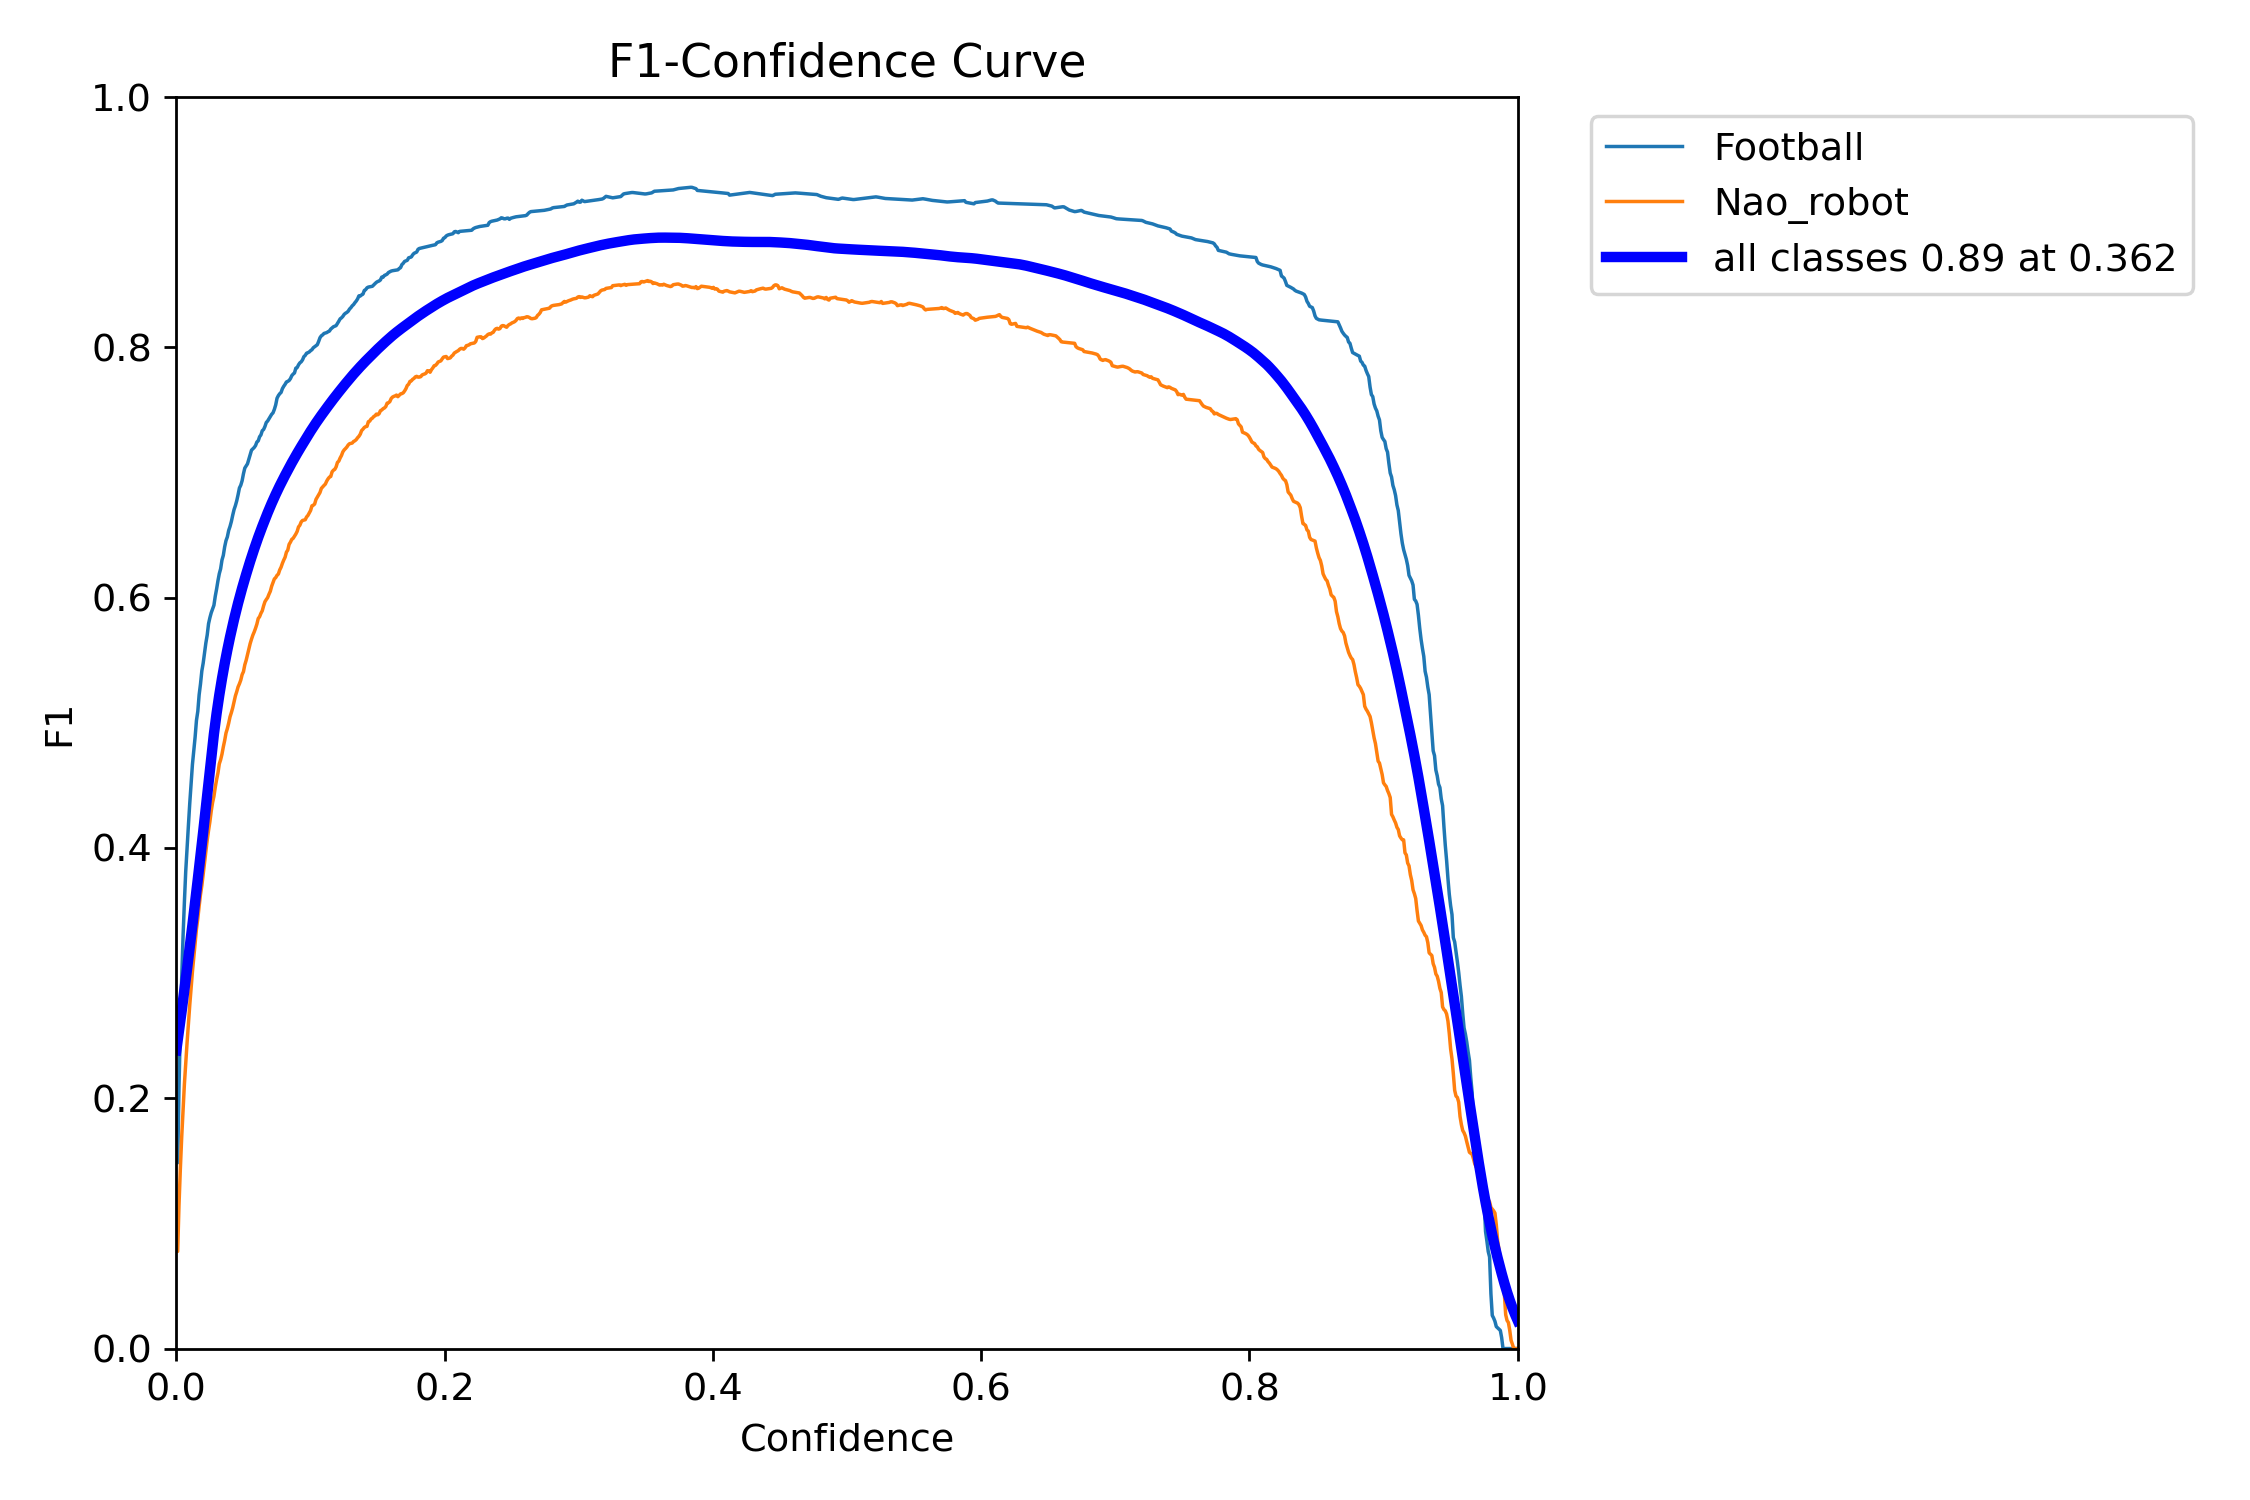 F1-Confidence Curve
1.0
0.8
0.6
0.4
0.2
0.0
F1
0.0 0.2 0.4 0.6 0.8 1.0
Confidence
Football
Nao_robot
all classes 0.89 at 0.362